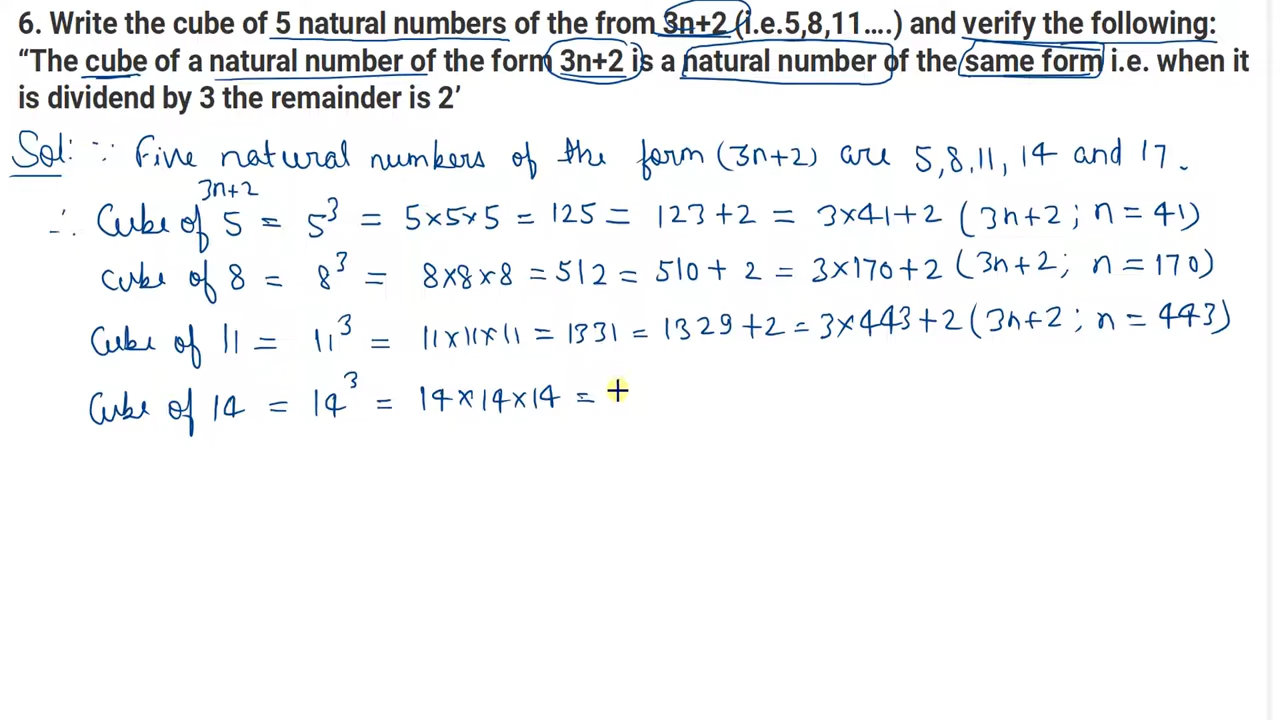 6. Write the cube of 5 natural numbers of the from 3n+2 (i.e.5,8,11....) and verify the following:
“The cube of a natural number of the form 3n+2 is a natural number of the same form i.e. when it
is dividend by 3 the remainder is 2’
Sol: ∵ Five natural numbers of the form (3n+2) are 5,8,11, 14 and 17.
3n+2
∴ Cube of 5 = 5³ = 5×5×5 = 125 = 123+2 = 3×41+2 (3n+2; n = 41)
Cube of 8 = 8³ = 8×8×8 = 512 = 510+ 2 = 3×170+2 (3n+2; n = 170)
Cube of 11 = 11³ = 11×11×11 = 1331 = 1329+2 = 3×443+2 (3n+2; n = 443)
Cube of 14 = 14³ = 14×14×14 =